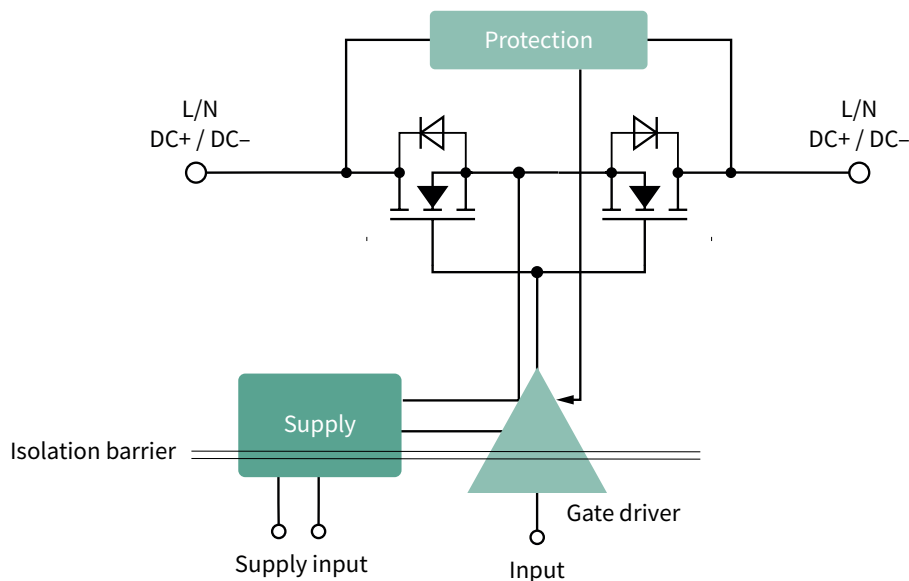 Protection
L/N
DC+ / DC–
L/N
DC+ / DC–
Supply
Isolation barrier
Gate driver
Supply input
Input